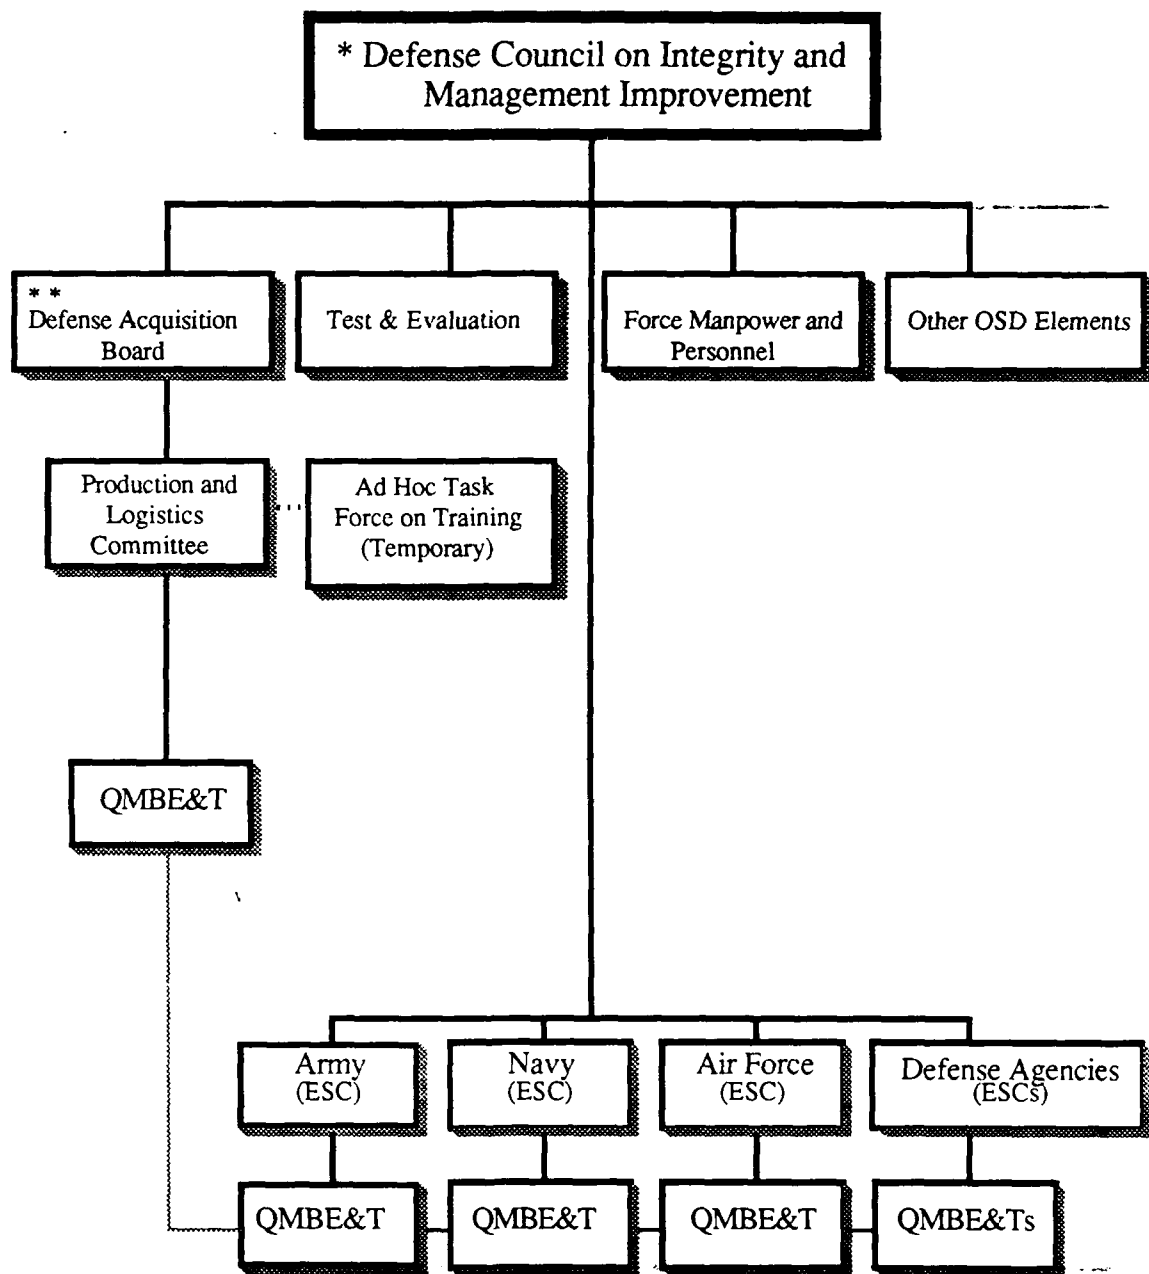 * Defense Council on Integrity and
Management Improvement
* *
Defense Acquisition
Board
Test & Evaluation
Force Manpower and
Personnel
Other OSD Elements
Production and
Logistics
Committee
Ad Hoc Task
Force on Training
(Temporary)
QMBE&T
Army
(ESC)
Navy
(ESC)
Air Force
(ESC)
Defense Agencies
(ESCs)
QMBE&T
QMBE&T
QMBE&T
QMBE&Ts